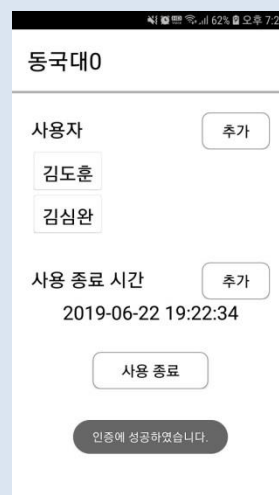 62% 오후 7:2
동국대0
사용자 추가
김도훈
김심완
사용 종료 시간 추가
2019-06-22 19:22:34
사용 종료
인증에 성공하였습니다.